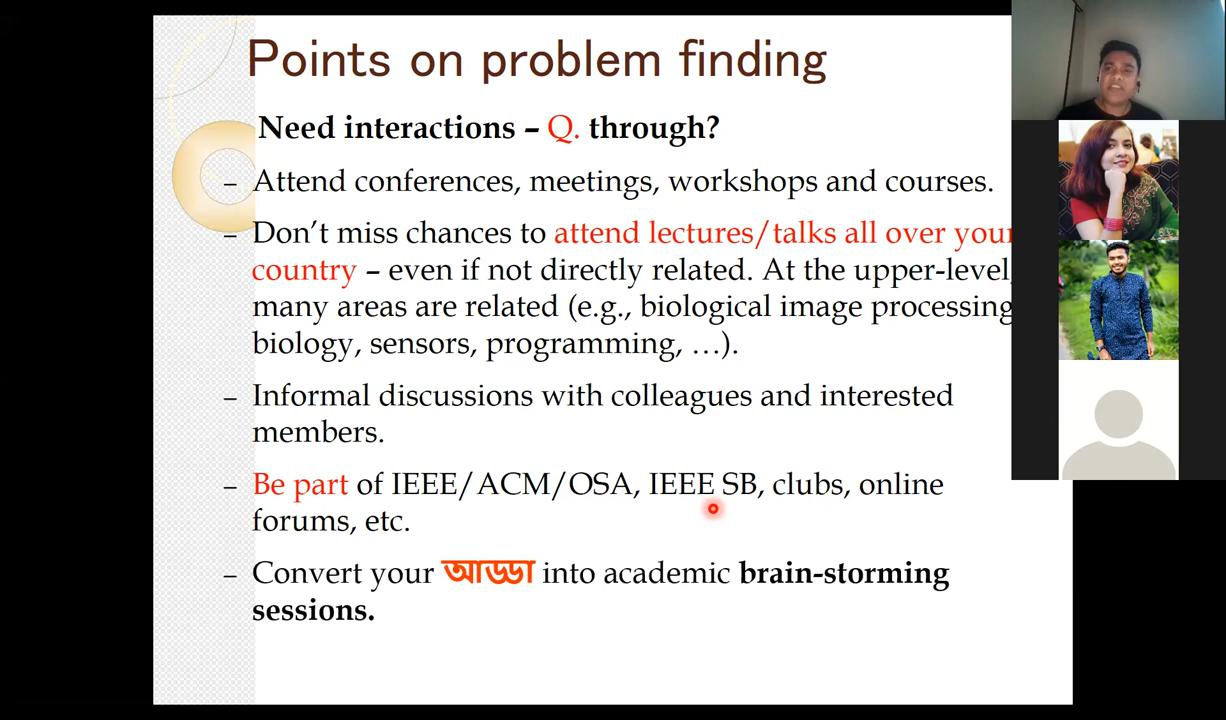 Points on problem finding
Need interactions – Q. through?
– Attend conferences, meetings, workshops and courses.
– Don’t miss chances to attend lectures/talks all over your
country – even if not directly related. At the upper-level,
many areas are related (e.g., biological image processing
biology, sensors, programming, …).
– Informal discussions with colleagues and interested
members.
– Be part of IEEE/ACM/OSA, IEEE SB, clubs, online
forums, etc.
– Convert your আড্ডা into academic brain-storming
sessions.